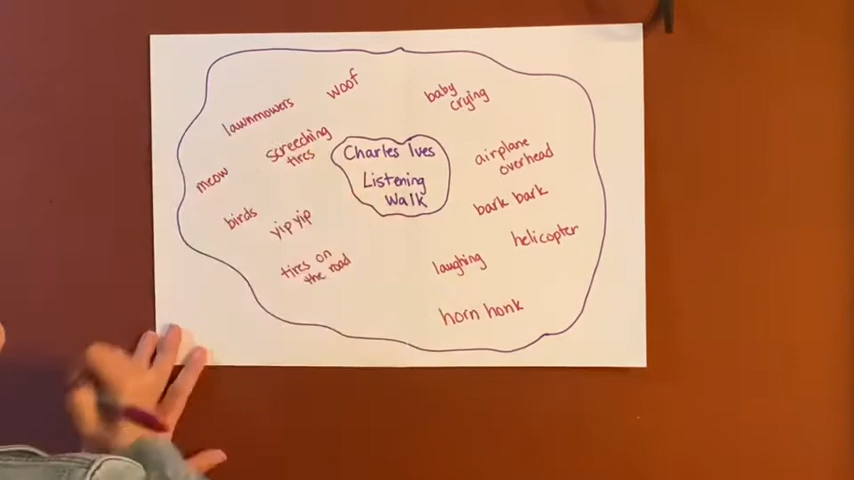 Charles Ives
Listening
Walk
woof
lawnmowers
screeching
tires
meow
birds
yip yip
tires on
the road
baby
crying
airplane
overhead
bark bark
helicopter
laughing
horn honk